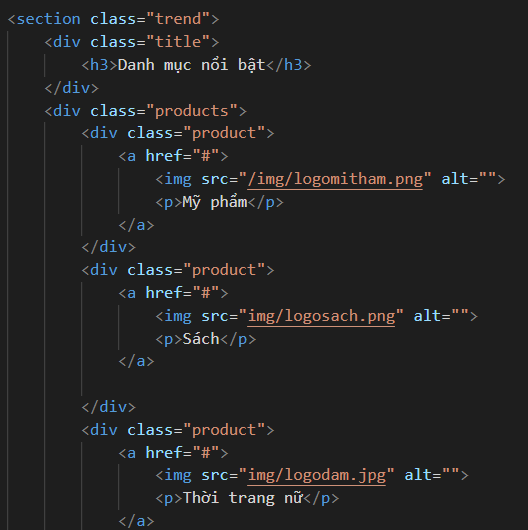 <section class="trend">
<div class="title">
<h3>Danh mục nổi bật</h3>
</div>
<div class="products">
<div class="product">
<a href="#">
<img src="/img/logomitham.png" alt="">
<p>Mỹ phẩm</p>
</a>
</div>
<div class="product">
<a href="#">
<img src="img/logosach.png" alt="">
<p>Sách</p>
</a>
</div>
<div class="product">
<a href="#">
<img src="img/logodam.jpg" alt="">
<p>Thời trang nữ</p>
</a>